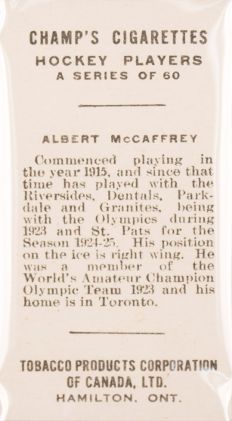 CHAMP'S CIGARETTES
HOCKEY PLAYERS
A SERIES OF 60
ALBERT McCAFFREY
Commenced playing in
the year 1915, and since that
time has played with the
Riversides, Dentals, Park-
dale and Granites, being
with the Olympics during
1923 and St. Pats for the
Season 1924-25. His position
on the ice is right wing. He
was a member of the
World's Amateur Champion
Olympic Team 1923 and his
home is in Toronto.
TOBACCO PRODUCTS CORPORATION
OF CANADA, LTD.
HAMILTON, ONT.